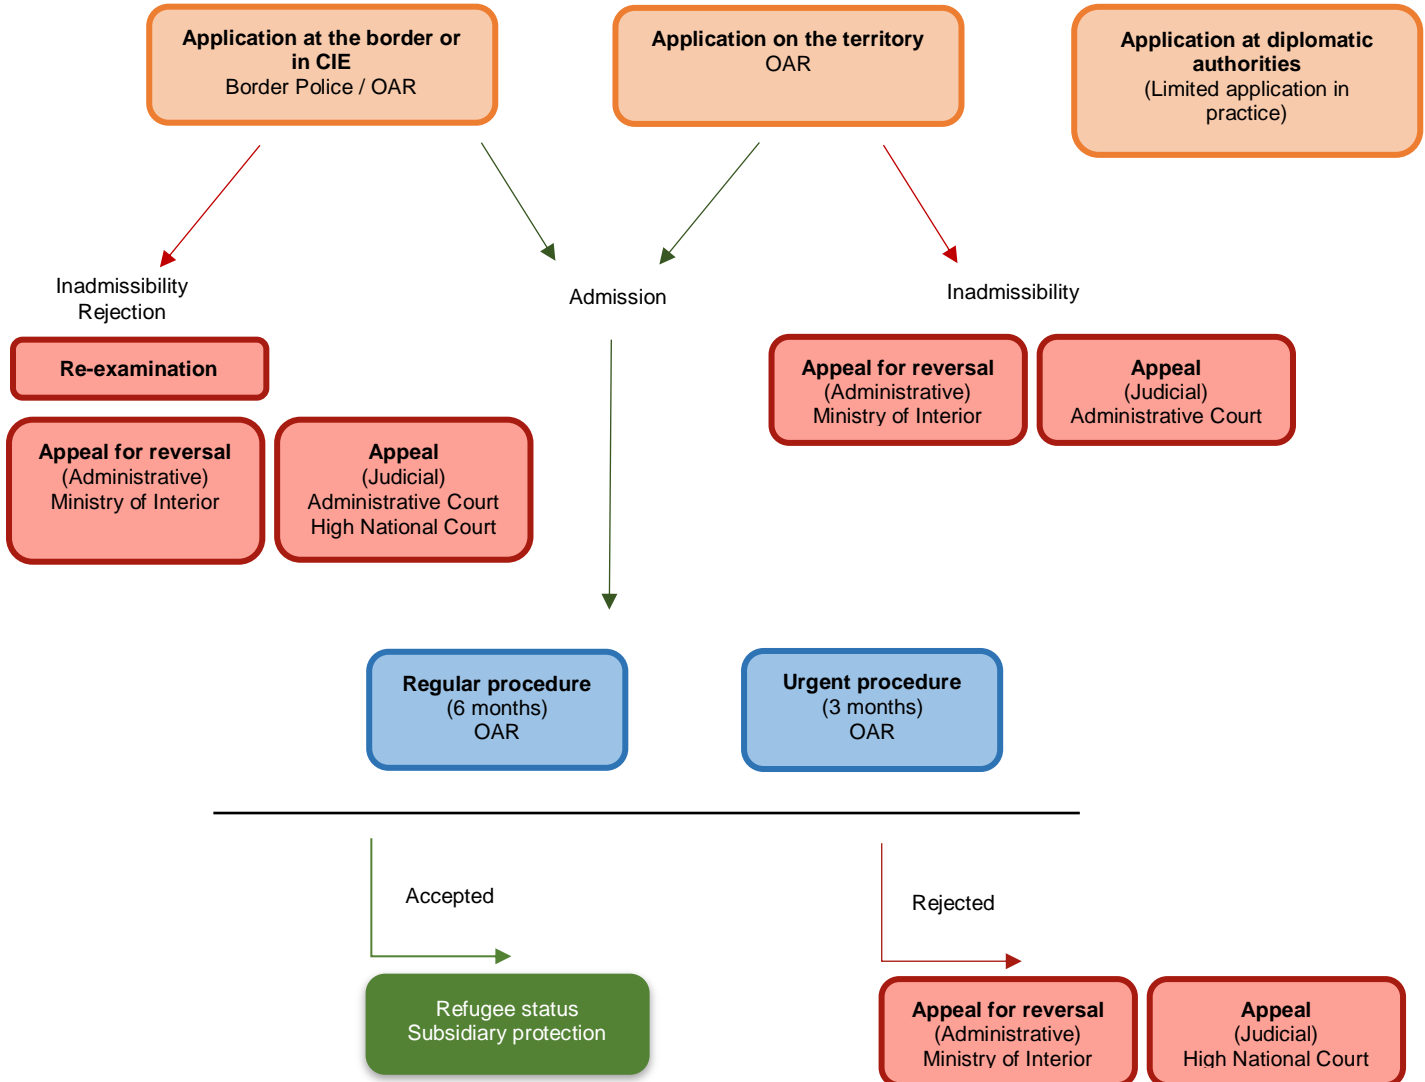 Application at the border or
in CIE
Border Police / OAR
Application on the territory
OAR
Application at diplomatic
authorities
(Limited application in
practice)
Inadmissibility
Rejection
Admission
Inadmissibility
Re-examination
Appeal for reversal
(Administrative)
Ministry of Interior
Appeal
(Judicial)
Administrative Court
High National Court
Appeal for reversal
(Administrative)
Ministry of Interior
Appeal
(Judicial)
Administrative Court
Regular procedure
(6 months)
OAR
Urgent procedure
(3 months)
OAR
Accepted
Rejected
Refugee status
Subsidiary protection
Appeal for reversal
(Administrative)
Ministry of Interior
Appeal
(Judicial)
High National Court